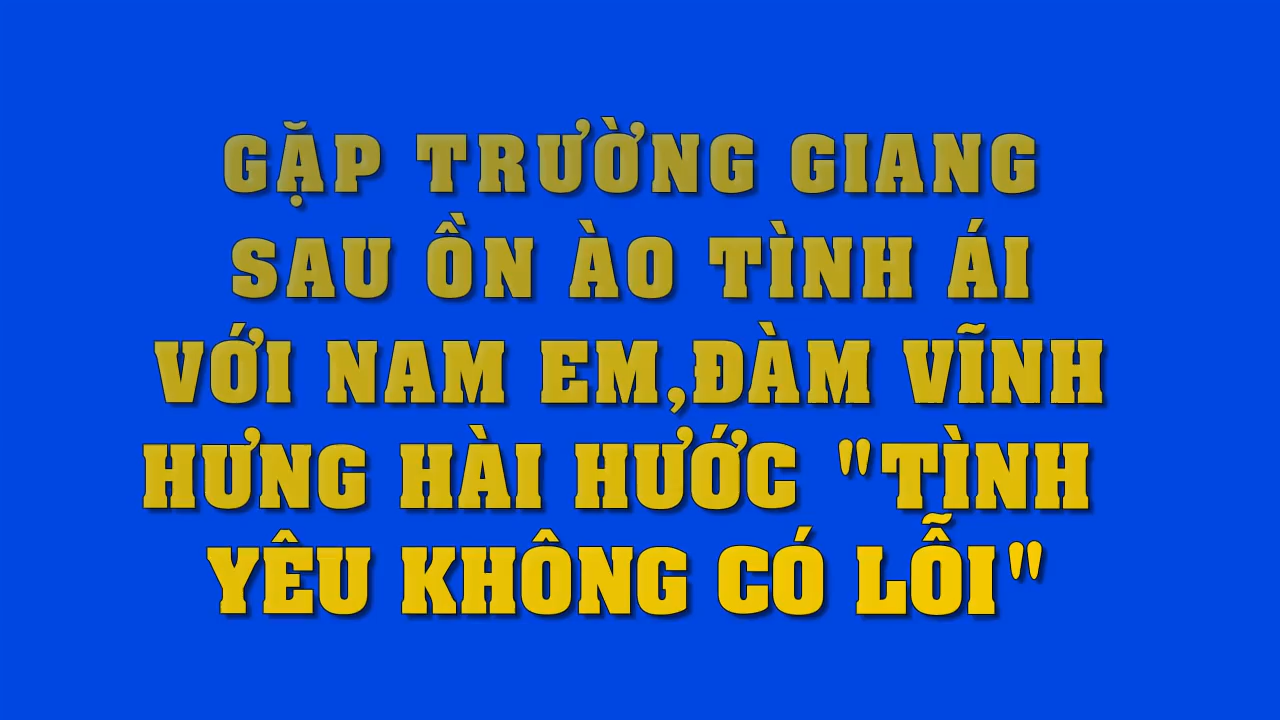 GẶP TRƯỜNG GIANG
SAU ỒN ÀO TÌNH ÁI
VỚI NAM EM,ĐÀM VĨNH
HƯNG HÀI HƯỚC "TÌNH
YÊU KHÔNG CÓ LỖI"